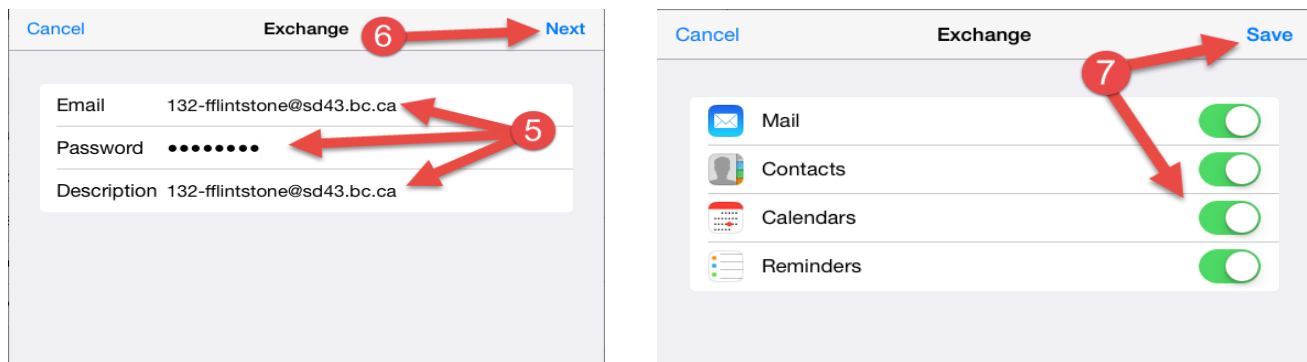 Cancel Exchange 6 Next
Email 132-fflintstone@sd43.bc.ca
5
Password ●●●●●●●●
Description 132-fflintstone@sd43.bc.ca
Cancel Exchange Save
7
Mail
Contacts
Calendars
Reminders